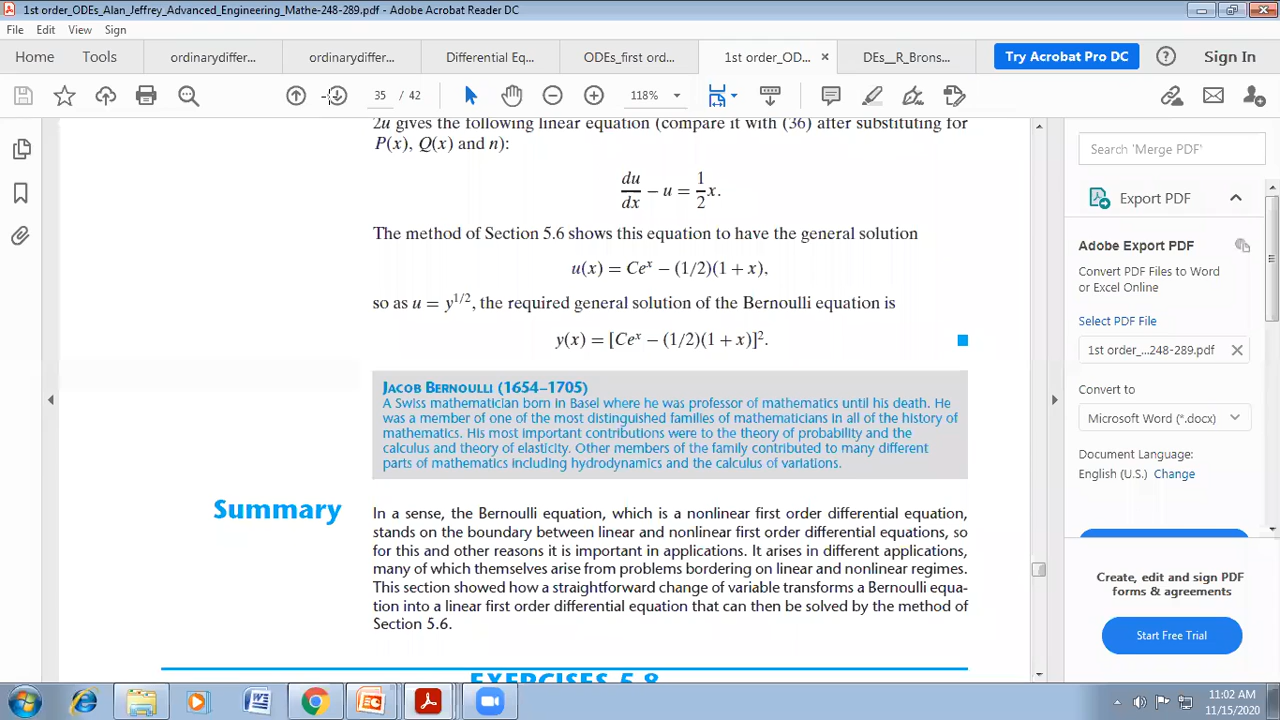 1st order_ODEs_Alan_Jeffrey_Advanced_Engineering_Mathe-248-289.pdf - Adobe Acrobat Reader DC
File Edit View Sign
Home Tools ordinarydiffer... ordinarydiffer... Differential Eq... ODEs_first ord... 1st order_OD... × DEs__R_Brons... Try Acrobat Pro DC Sign In
35 / 42 118%
2u gives the following linear equation (compare it with (36) after substituting for
P(x), Q(x) and n):
du/dx − u = 1/2 x.
The method of Section 5.6 shows this equation to have the general solution
u(x) = Ceˣ − (1/2)(1 + x),
so as u = y^1/2, the required general solution of the Bernoulli equation is
y(x) = [Ceˣ − (1/2)(1 + x)]².
JACOB BERNOULLI (1654–1705)
A Swiss mathematician born in Basel where he was professor of mathematics until his death. He
was a member of one of the most distinguished families of mathematicians in all of the history of
mathematics. His most important contributions were to the theory of probability and the
calculus and theory of elasticity. Other members of the family contributed to many different
parts of mathematics including hydrodynamics and the calculus of variations.
Summary
In a sense, the Bernoulli equation, which is a nonlinear first order differential equation,
stands on the boundary between linear and nonlinear first order differential equations, so
for this and other reasons it is important in applications. It arises in different applications,
many of which themselves arise from problems bordering on linear and nonlinear regimes.
This section showed how a straightforward change of variable transforms a Bernoulli equa-
tion into a linear first order differential equation that can then be solved by the method of
Section 5.6.
EXERCISES 5.8
Search 'Merge PDF'
Export PDF
Adobe Export PDF
Convert PDF Files to Word
or Excel Online
Select PDF File
1st order_...248-289.pdf
Convert to
Microsoft Word (*.docx)
Document Language:
English (U.S.) Change
Create, edit and sign PDF
forms & agreements
Start Free Trial
11:02 AM
11/15/2020